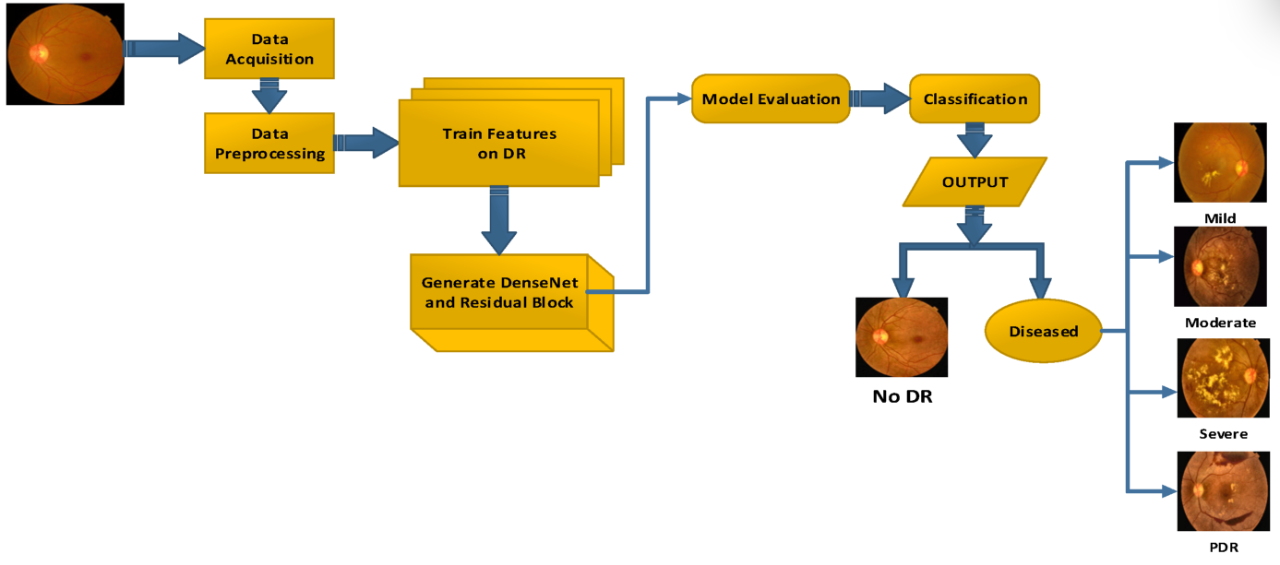 Data
Acquisition
Data
Preprocessing
Train Features
on DR
Generate DenseNet
and Residual Block
Model Evaluation
Classification
OUTPUT
No DR
Diseased
Mild
Moderate
Severe
PDR